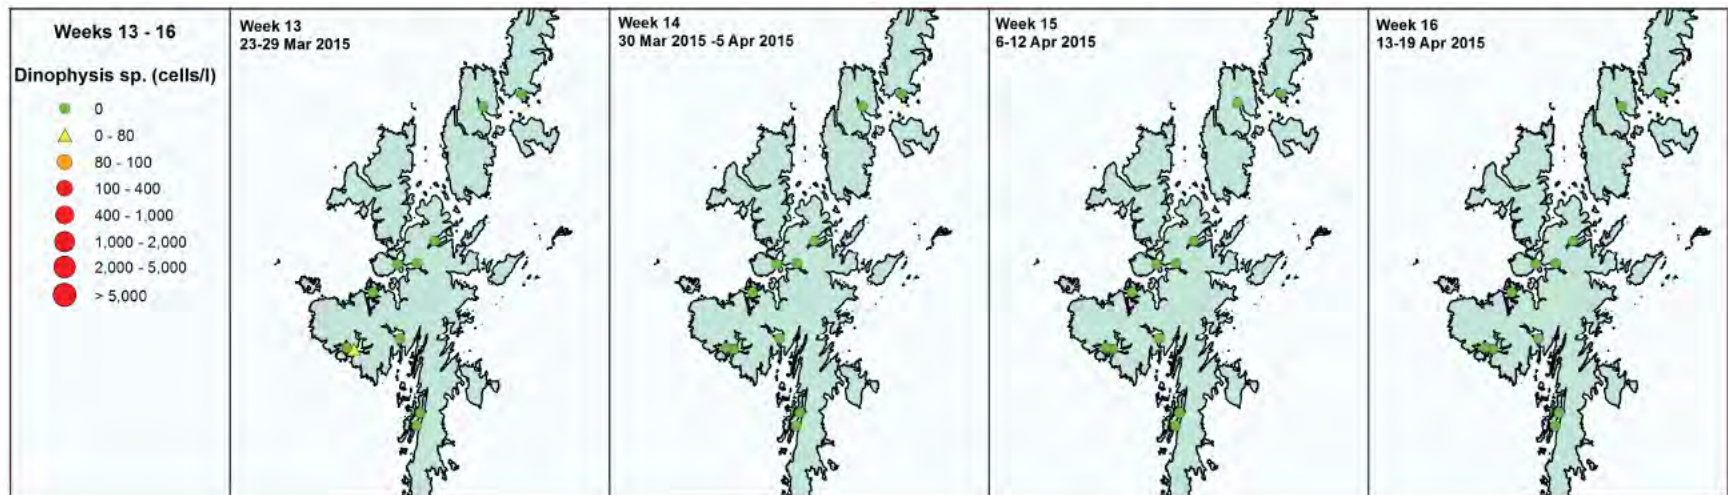 Weeks 13 - 16
Dinophysis sp. (cells/l)
0
0 - 80
80 - 100
100 - 400
400 - 1,000
1,000 - 2,000
2,000 - 5,000
> 5,000
Week 13
23-29 Mar 2015
Week 14
30 Mar 2015 -5 Apr 2015
Week 15
6-12 Apr 2015
Week 16
13-19 Apr 2015